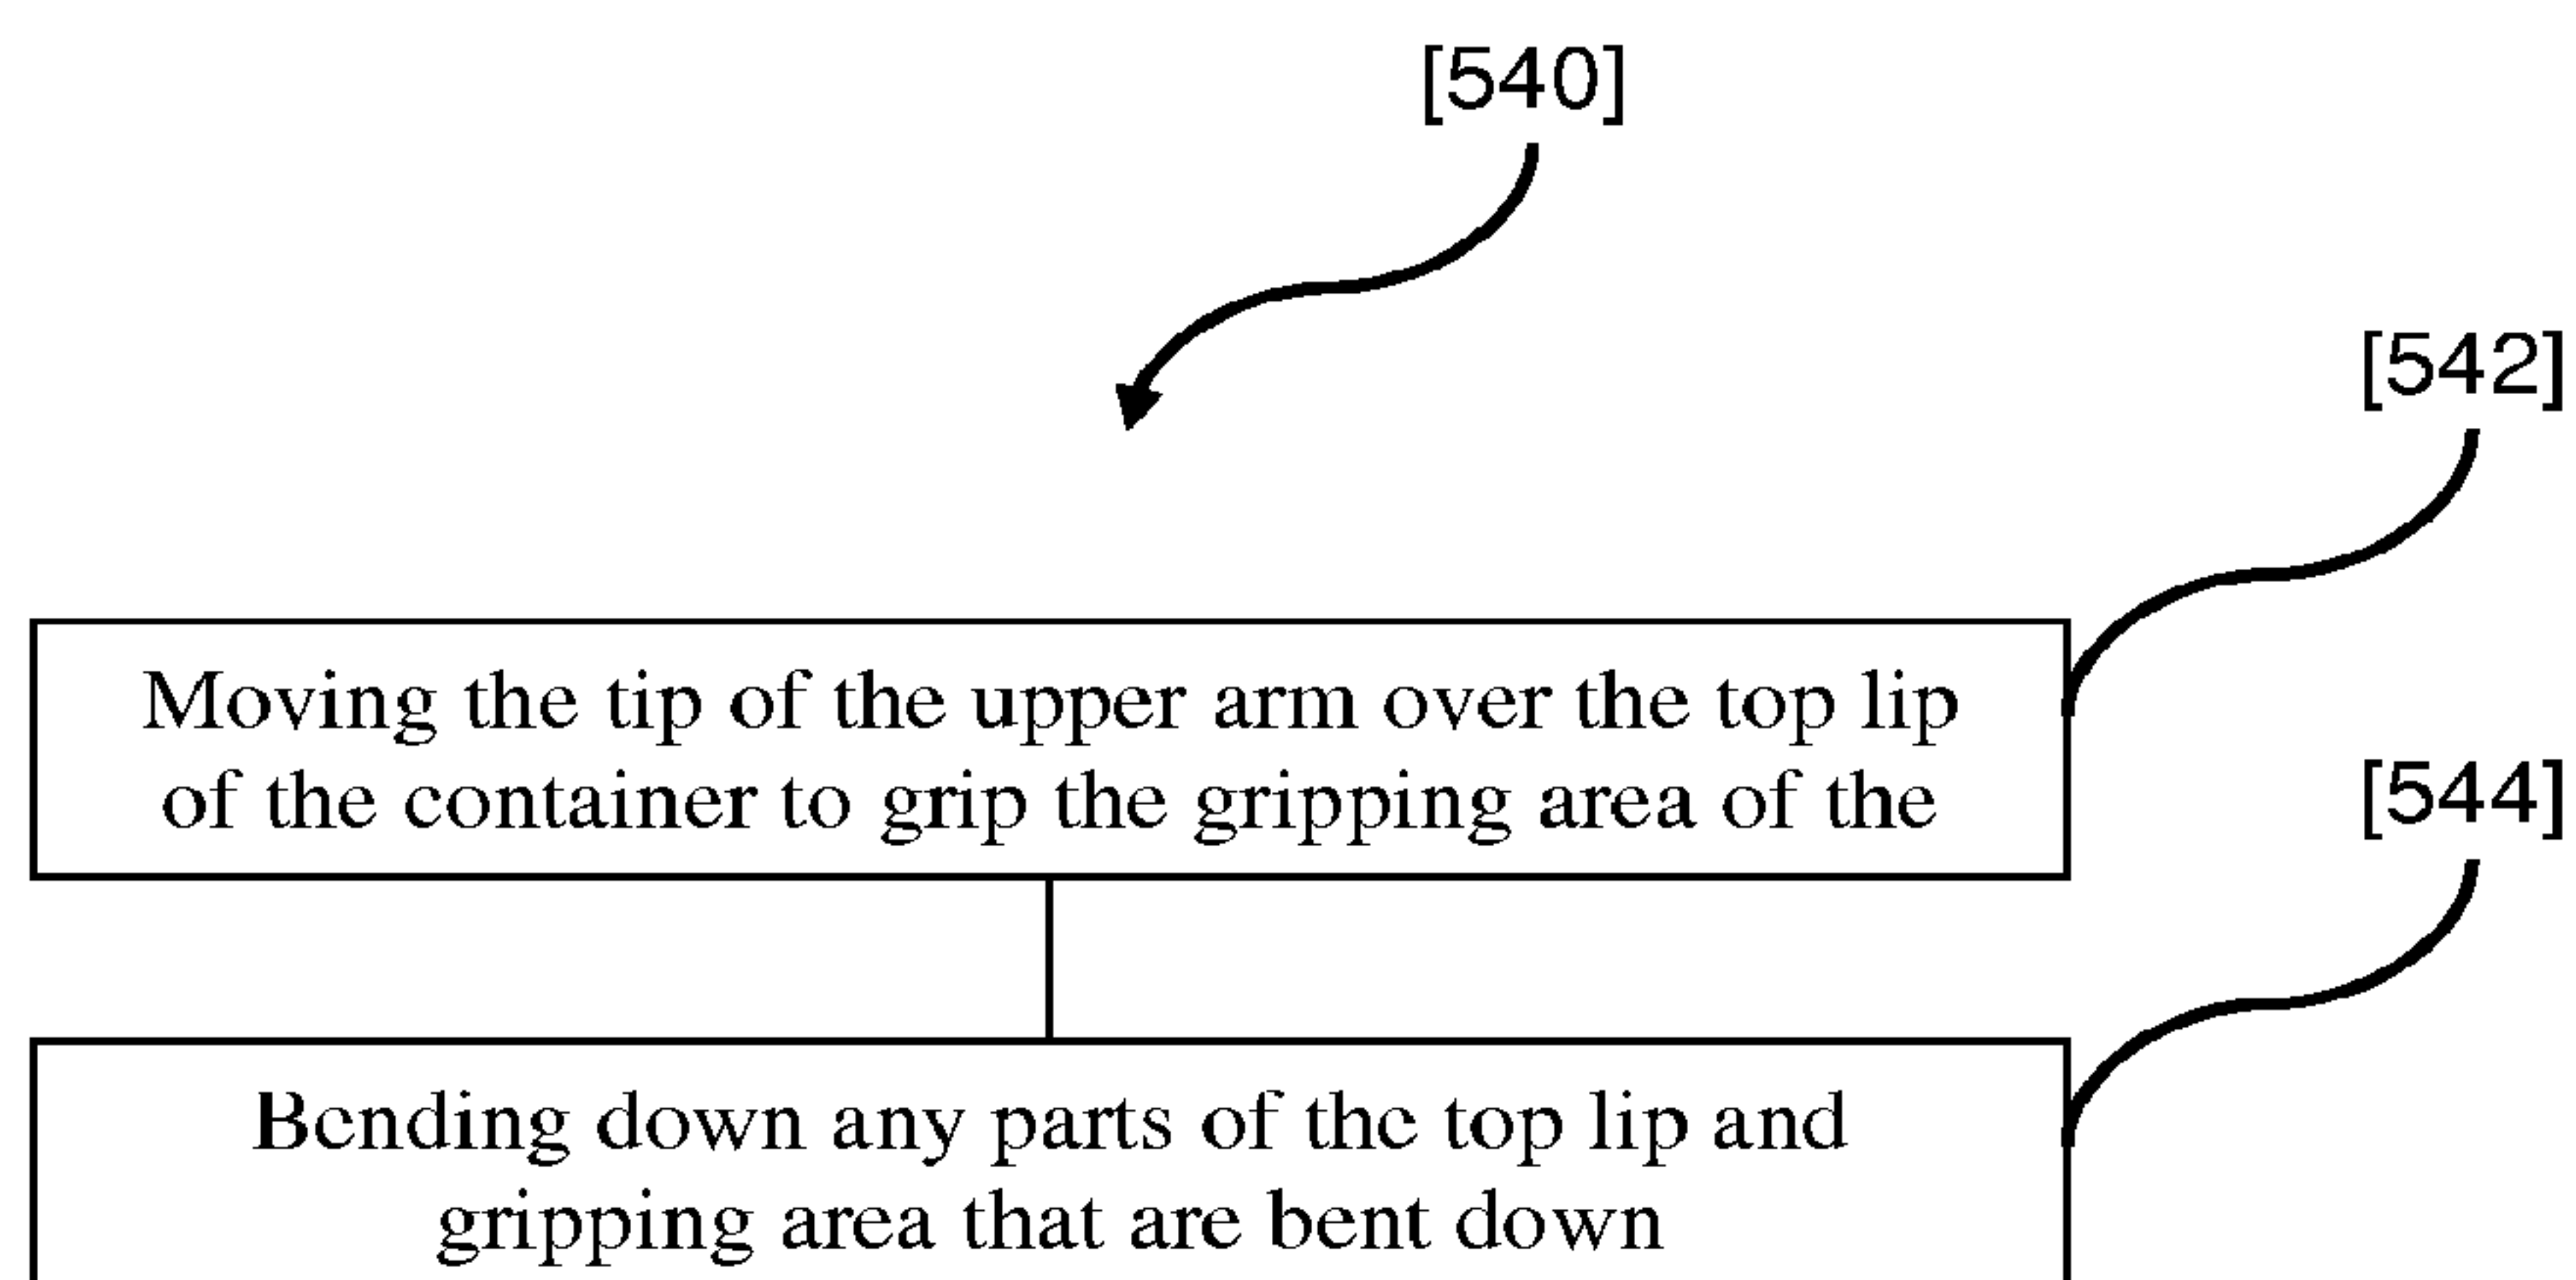 [540]
[542]
Moving the tip of the upper arm over the top lip
of the container to grip the gripping area of the
[544]
Bending down any parts of the top lip and
gripping area that are bent down